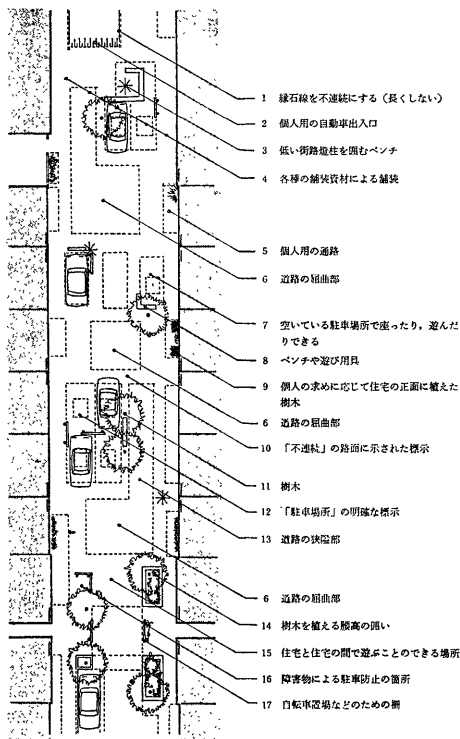 1 縁石線を不連続にする（長くしない）
2 個人用の自動車出入口
3 低い街路燈柱を囲むベンチ
4 各種の舗装資材による舗装
5 個人用の通路
6 道路の屈曲部
7 空いている駐車場所で座ったり，遊んだ
りできる
8 ベンチや遊び用具
9 個人の求めに応じて住宅の正面に植えた
樹木
6 道路の屈曲部
10 「不連続」の路面に示された標示
11 樹木
12 「駐車場所」の明確な標示
13 道路の狭隘部
6 道路の屈曲部
14 樹木を植える腰高の囲い
15 住宅と住宅の間で遊ぶことのできる場所
16 障害物による駐車防止の箇所
17 自転車置場などのための柵